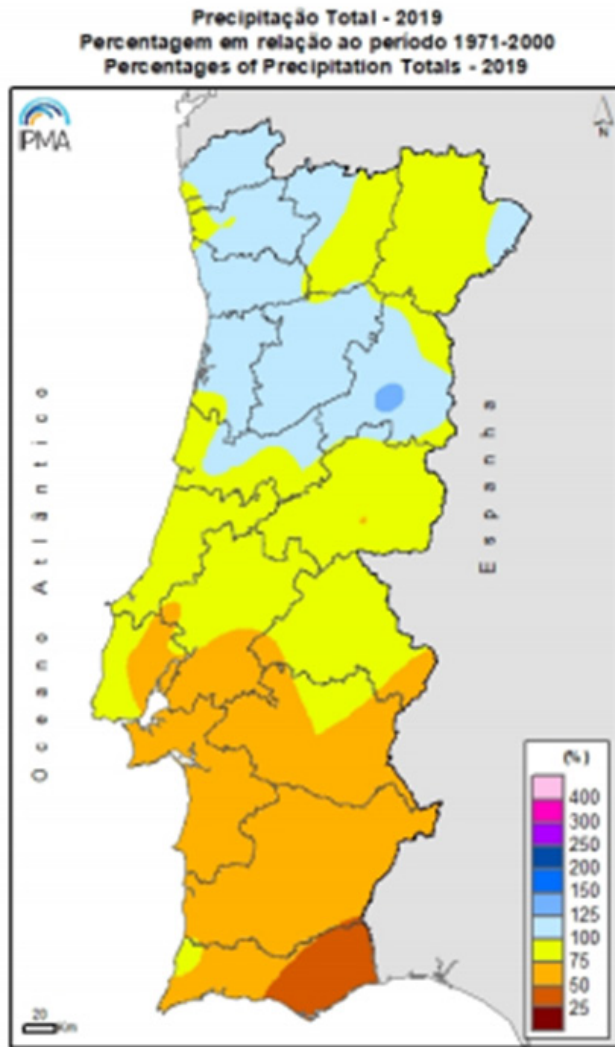 Precipitação Total - 2019
Percentagem em relação ao período 1971-2000
Percentages of Precipitation Totals - 2019
IPMA
N
Oceano Atlântico
Espanha
(%)
400
300
250
200
150
125
100
75
50
25
20
Km